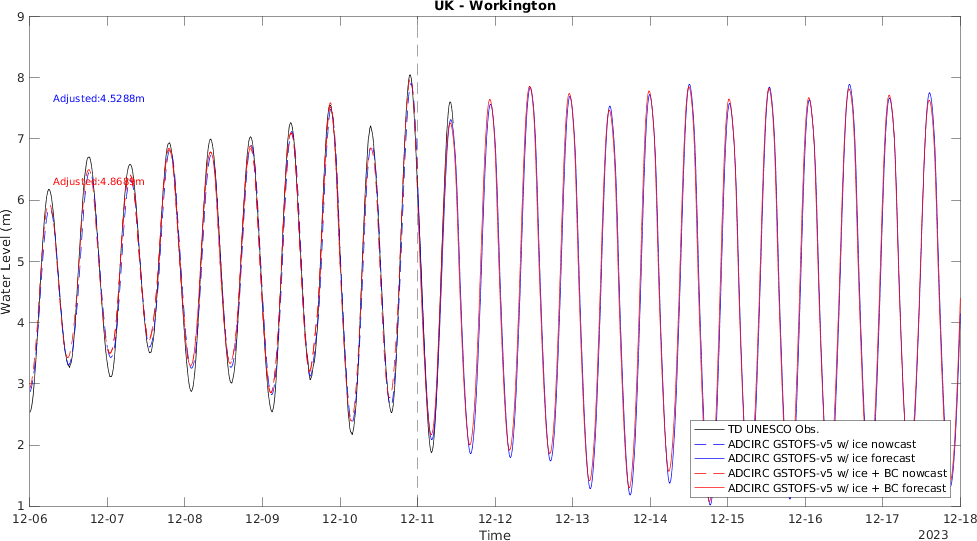 UK - Workington
9
8
7
6
5
4
3
2
1
Water Level (m)
Adjusted:4.5288m
TD UNESCO Obs.
ADCIRC GSTOFS-v5 w/ ice nowcast
ADCIRC GSTOFS-v5 w/ ice forecast
ADCIRC GSTOFS-v5 w/ ice + BC nowcast
ADCIRC GSTOFS-v5 w/ ice + BC forecast
12-06 12-07 12-08 12-09 12-10 12-11 12-12 12-13 12-14 12-15 12-16 12-17 12-18
Time
2023